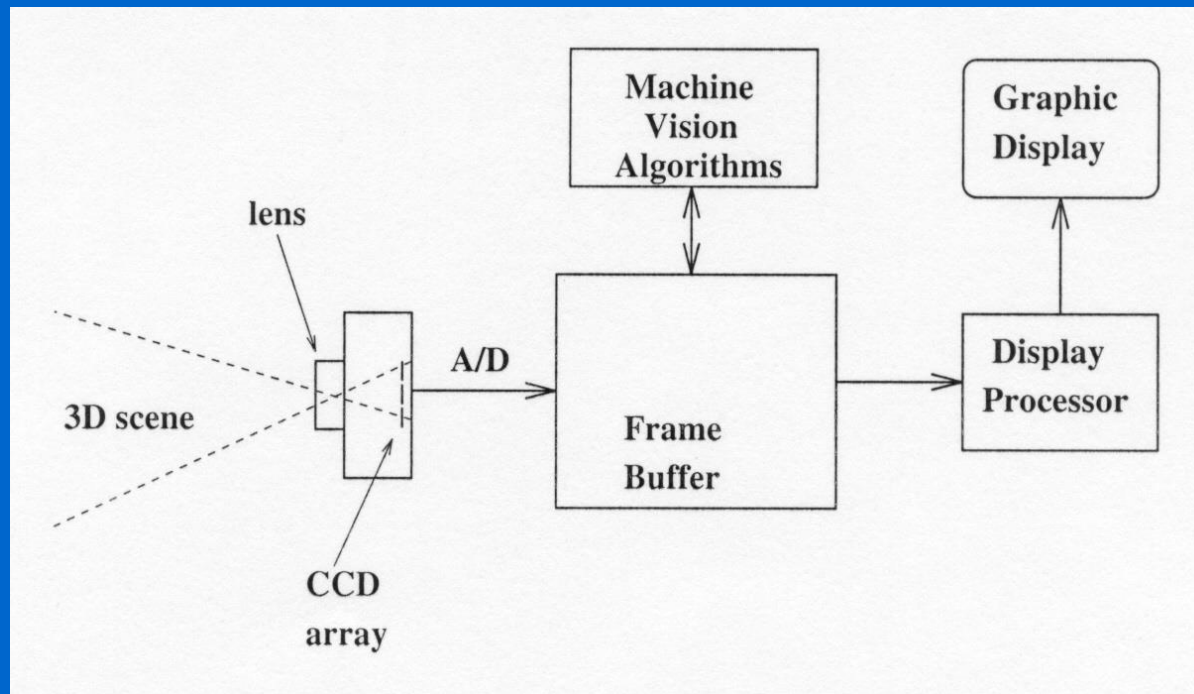 Machine
Vision
Algorithms
Graphic
Display
lens
A/D
3D scene
Frame
Buffer
Display
Processor
CCD
array